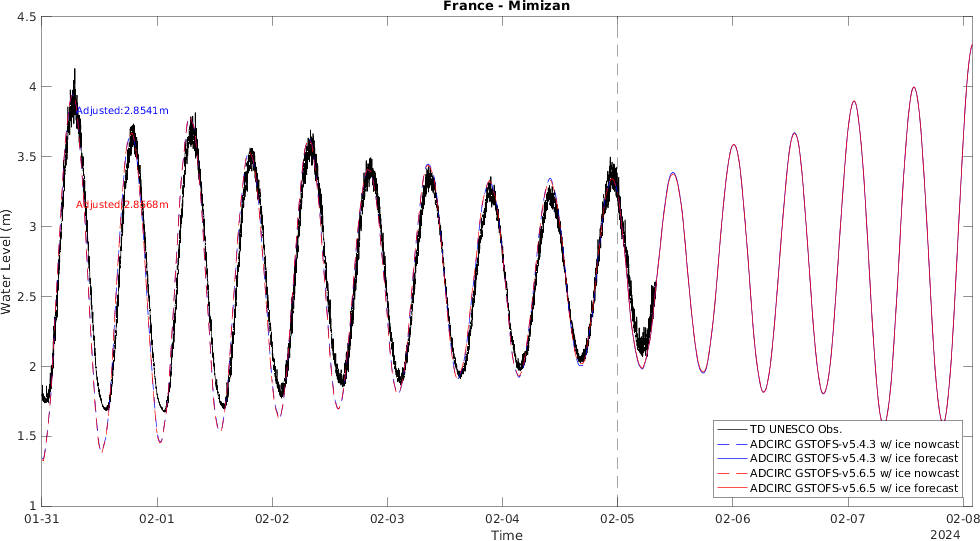 France - Mimizan
4.5
4
3.5
3
2.5
2
1.5
1
Water Level (m)
Adjusted:2.8541m
Adjusted:2.8668m
TD UNESCO Obs.
ADCIRC GSTOFS-v5.4.3 w/ ice nowcast
ADCIRC GSTOFS-v5.4.3 w/ ice forecast
ADCIRC GSTOFS-v5.6.5 w/ ice nowcast
ADCIRC GSTOFS-v5.6.5 w/ ice forecast
01-31 02-01 02-02 02-03 02-04 02-05 02-06 02-07 02-08
Time
2024